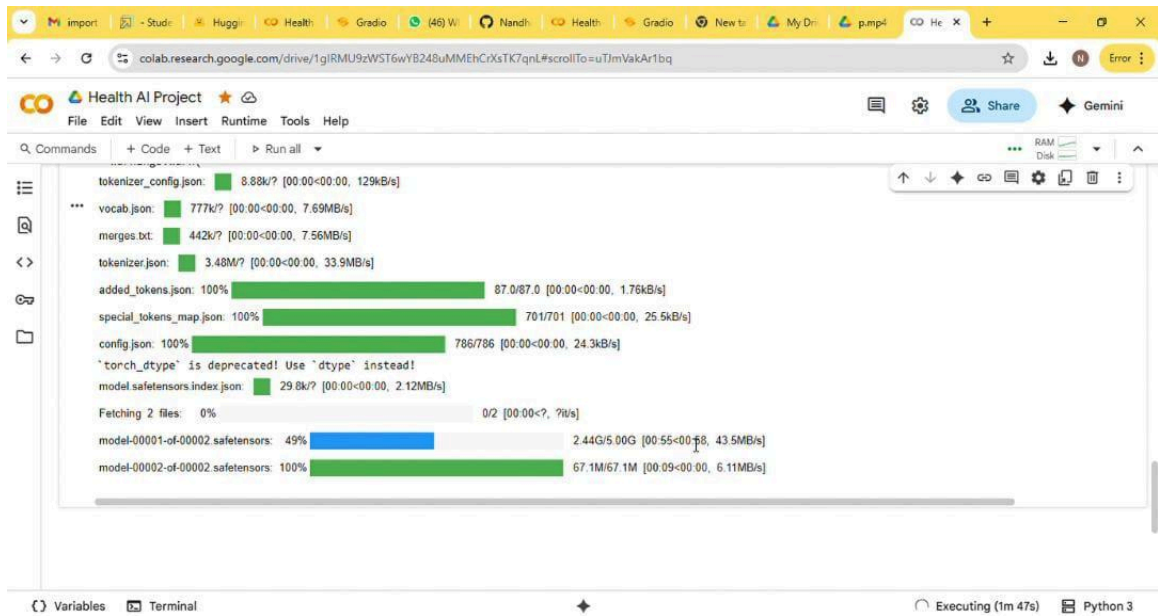 import - Stude Huggin Health Gradio (46) W Nandh Health Gradio New ta My Dri p.mp4 He
colab.research.google.com/drive/1gIRMU9zWST6wYB248uMMEhCrXsTK7qnL#scrollTo=uTJmVakAr1bq N Error
Health AI Project Share Gemini
File Edit View Insert Runtime Tools Help
Commands + Code + Text Run all RAM Disk
tokenizer_config.json: 8.88k/? [00:00<00:00, 129kB/s]
vocab.json: 777k/? [00:00<00:00, 7.69MB/s]
merges.txt: 442k/? [00:00<00:00, 7.56MB/s]
tokenizer.json: 3.48M/? [00:00<00:00, 33.9MB/s]
added_tokens.json: 100% 87.0/87.0 [00:00<00:00, 1.76kB/s]
special_tokens_map.json: 100% 701/701 [00:00<00:00, 25.5kB/s]
config.json: 100% 786/786 [00:00<00:00, 24.3kB/s]
`torch_dtype` is deprecated! Use `dtype` instead!
model.safetensors.index.json: 29.8k/? [00:00<00:00, 2.12MB/s]
Fetching 2 files: 0% 0/2 [00:00<?, ?it/s]
model-00001-of-00002.safetensors: 49% 2.44G/5.00G [00:55<00:58, 43.5MB/s]
model-00002-of-00002.safetensors: 100% 67.1M/67.1M [00:09<00:00, 6.11MB/s]
Variables Terminal Executing (1m 47s) Python 3